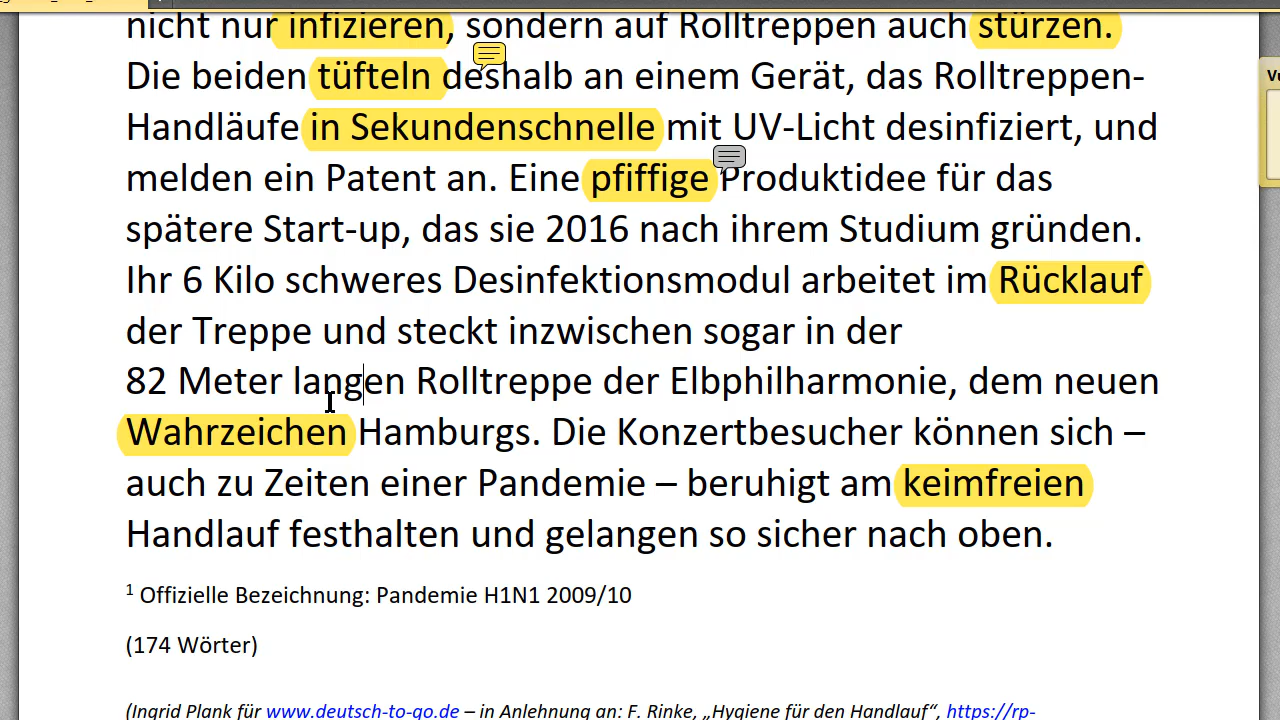 nicht nur infizieren, sondern auf Rolltreppen auch stürzen.
Die beiden tüfteln deshalb an einem Gerät, das Rolltreppen-
Handläufe in Sekundenschnelle mit UV-Licht desinfiziert, und
melden ein Patent an. Eine pfiffige Produktidee für das
spätere Start-up, das sie 2016 nach ihrem Studium gründen.
Ihr 6 Kilo schweres Desinfektionsmodul arbeitet im Rücklauf
der Treppe und steckt inzwischen sogar in der
82 Meter langen Rolltreppe der Elbphilharmonie, dem neuen
Wahrzeichen Hamburgs. Die Konzertbesucher können sich –
auch zu Zeiten einer Pandemie – beruhigt am keimfreien
Handlauf festhalten und gelangen so sicher nach oben.
1 Offizielle Bezeichnung: Pandemie H1N1 2009/10
(174 Wörter)
(Ingrid Plank für www.deutsch-to-go.de – in Anlehnung an: F. Rinke, „Hygiene für den Handlauf“, https://rp-